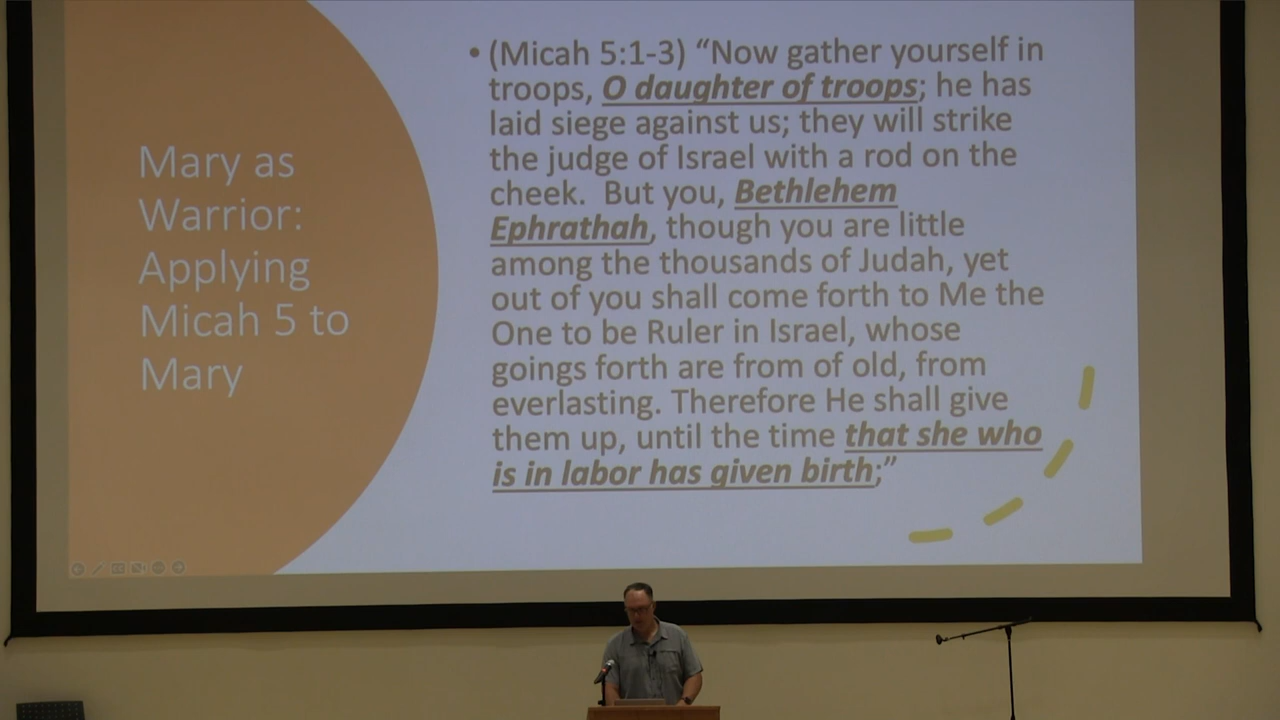 Mary as
Warrior:
Applying
Micah 5 to
Mary
• (Micah 5:1-3) “Now gather yourself in
troops, O daughter of troops; he has
laid siege against us; they will strike
the judge of Israel with a rod on the
cheek.  But you, Bethlehem
Ephrathah, though you are little
among the thousands of Judah, yet
out of you shall come forth to Me the
One to be Ruler in Israel, whose
goings forth are from of old, from
everlasting. Therefore He shall give
them up, until the time that she who
is in labor has given birth;”